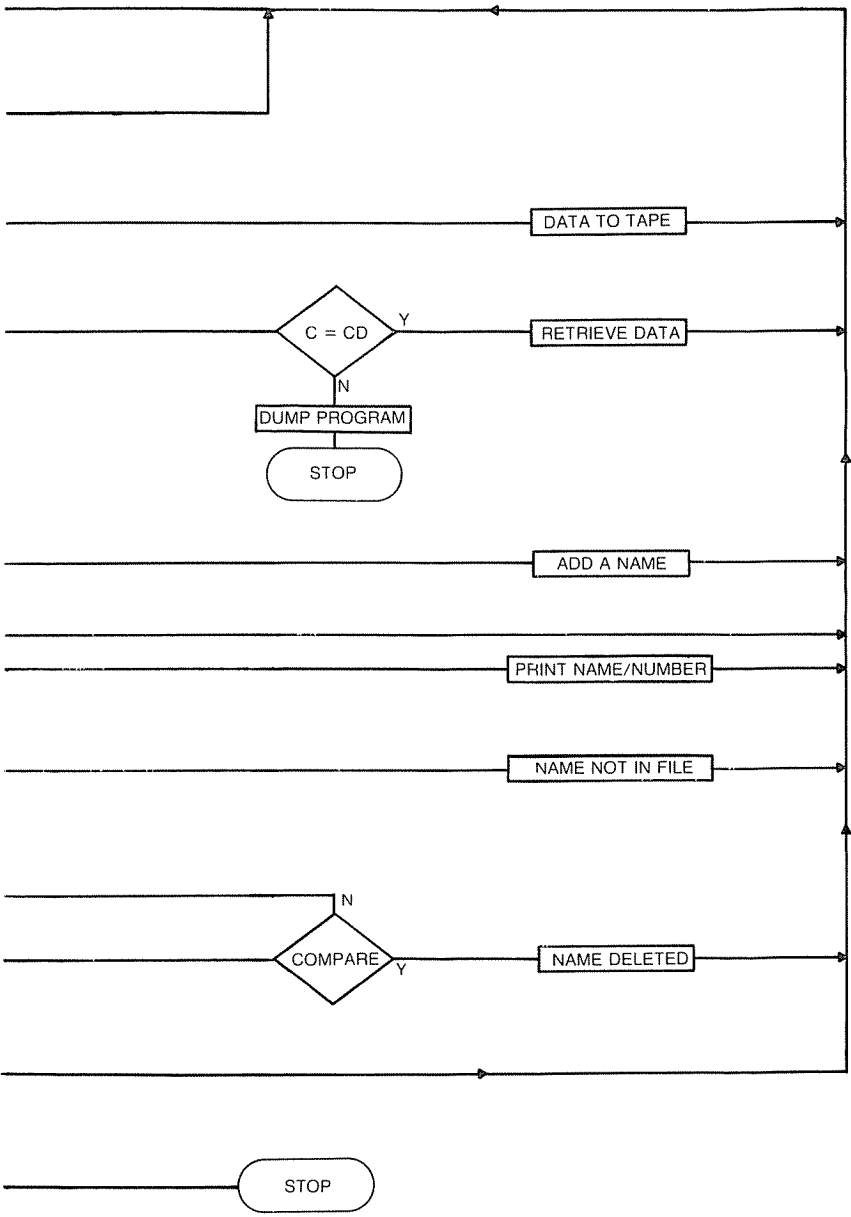 DATA TO TAPE
C = CD
Y
RETRIEVE DATA
N
DUMP PROGRAM
STOP
ADD A NAME
PRINT NAME/NUMBER
NAME NOT IN FILE
N
COMPARE
Y
NAME DELETED
STOP